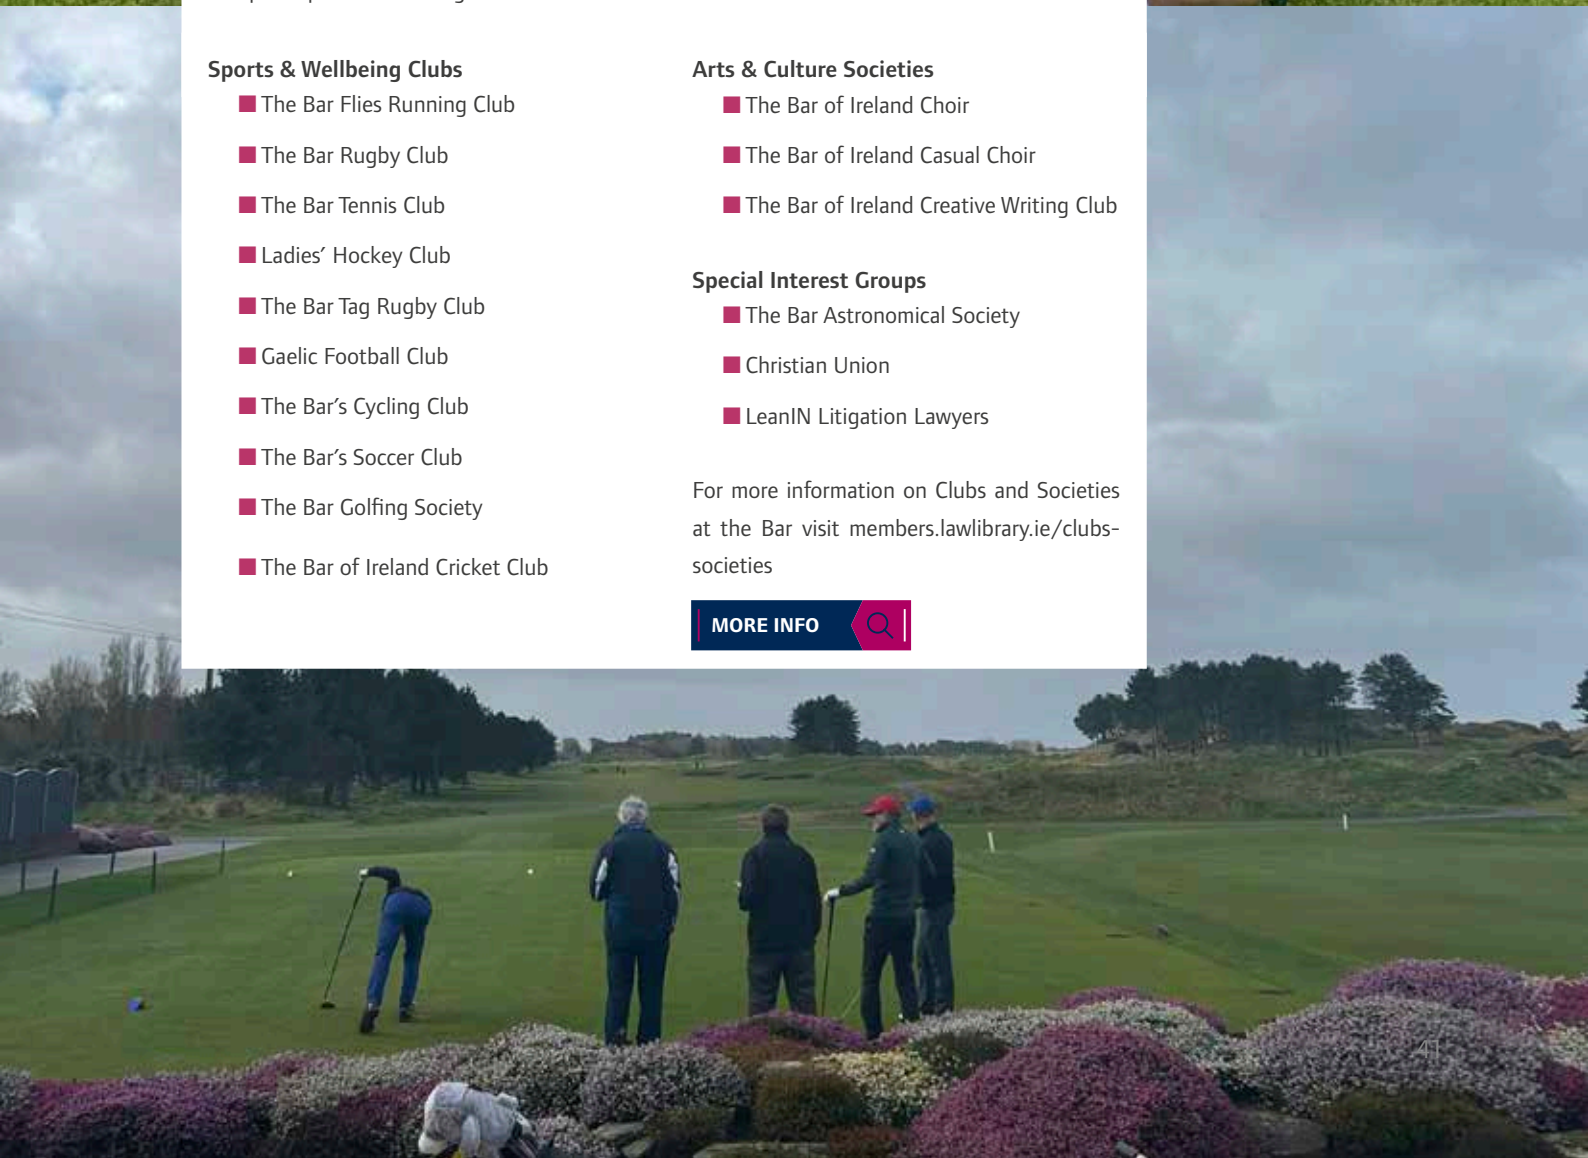 Sports & Wellbeing Clubs
The Bar Flies Running Club
The Bar Rugby Club
The Bar Tennis Club
Ladies’ Hockey Club
The Bar Tag Rugby Club
Gaelic Football Club
The Bar’s Cycling Club
The Bar’s Soccer Club
The Bar Golfing Society
The Bar of Ireland Cricket Club
Arts & Culture Societies
The Bar of Ireland Choir
The Bar of Ireland Casual Choir
The Bar of Ireland Creative Writing Club
Special Interest Groups
The Bar Astronomical Society
Christian Union
LeanIN Litigation Lawyers
For more information on Clubs and Societies
at the Bar visit members.lawlibrary.ie/clubs-
societies
MORE INFO
41